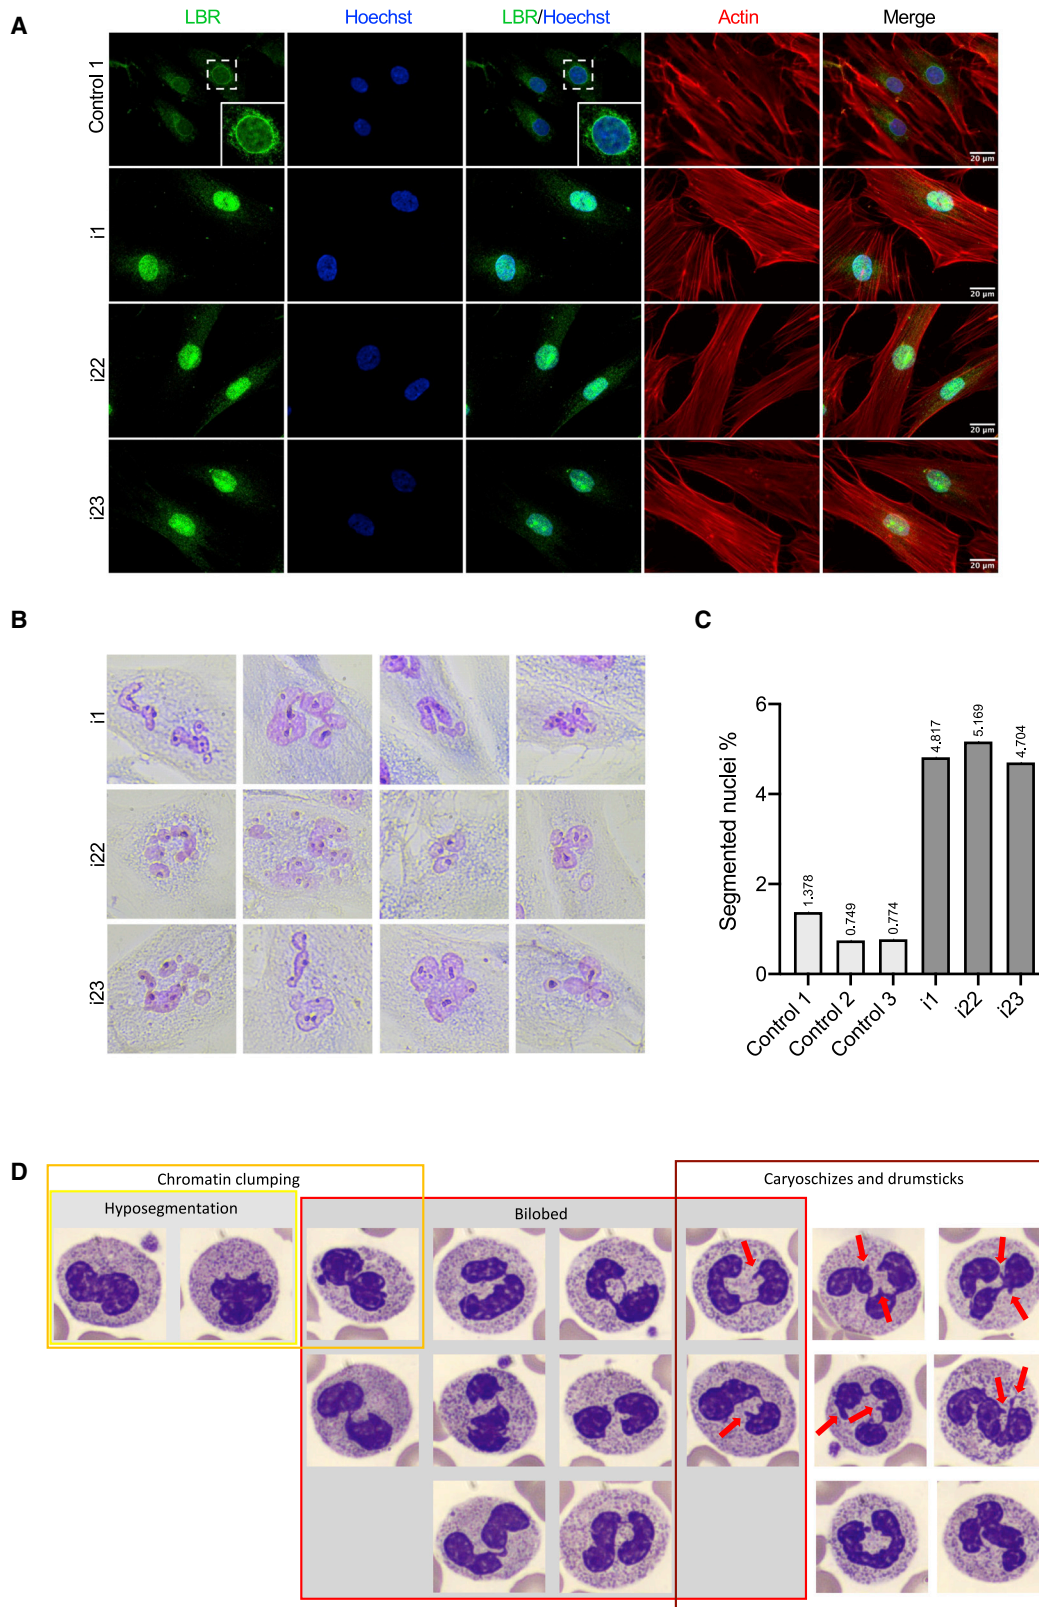 A
LBR
Hoechst
LBR/Hoechst
Actin
Merge
Control 1
20 µm
i1
20 µm
i22
20 µm
i23
20 µm
B
i1
i22
i23
C
Segmented nuclei %
6
4
2
0
1.378
0.749
0.774
4.817
5.169
4.704
Control 1
Control 2
Control 3
i1
i22
i23
D
Chromatin clumping
Caryoschizes and drumsticks
Hyposegmentation
Bilobed